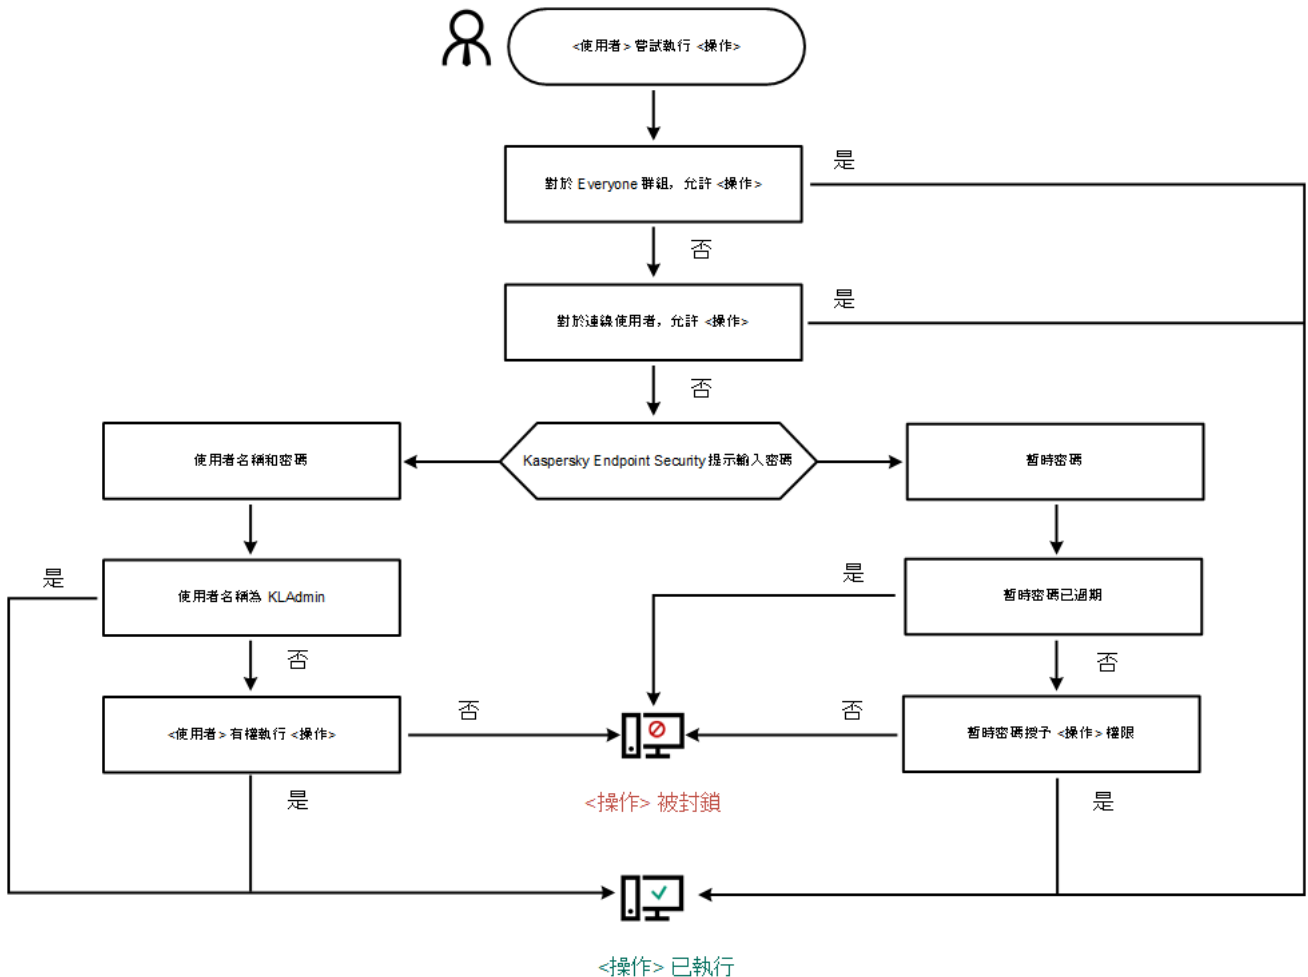 <使用者> 嘗試執行 <操作>
是
對於 Everyone 群組，允許 <操作>
否
是
對於連線使用者，允許 <操作>
否
使用者名稱和密碼
Kaspersky Endpoint Security 提示輸入密碼
暫時密碼
是
使用者名稱為 KLAdmin
是
暫時密碼已過期
否
否
<使用者> 有權執行 <操作>
否
否
暫時密碼授予 <操作> 權限
<操作> 被封鎖
是
是
<操作> 已執行